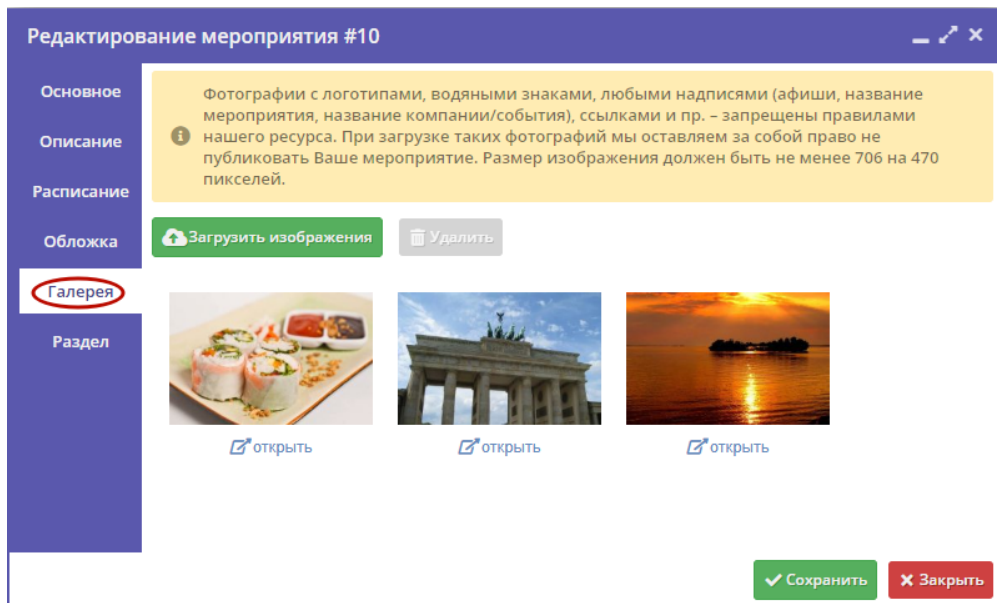 Редактирование мероприятия #10
Основное
Описание
Расписание
Обложка
Галерея
Раздел
Фотографии с логотипами, водяными знаками, любыми надписями (афиши, название
мероприятия, название компании/события), ссылками и пр. – запрещены правилами
нашего ресурса. При загрузке таких фотографий мы оставляем за собой право не
публиковать Ваше мероприятие. Размер изображения должен быть не менее 706 на 470
пикселей.
Загрузить изображения
Удалить
открыть
открыть
открыть
Сохранить
Закрыть